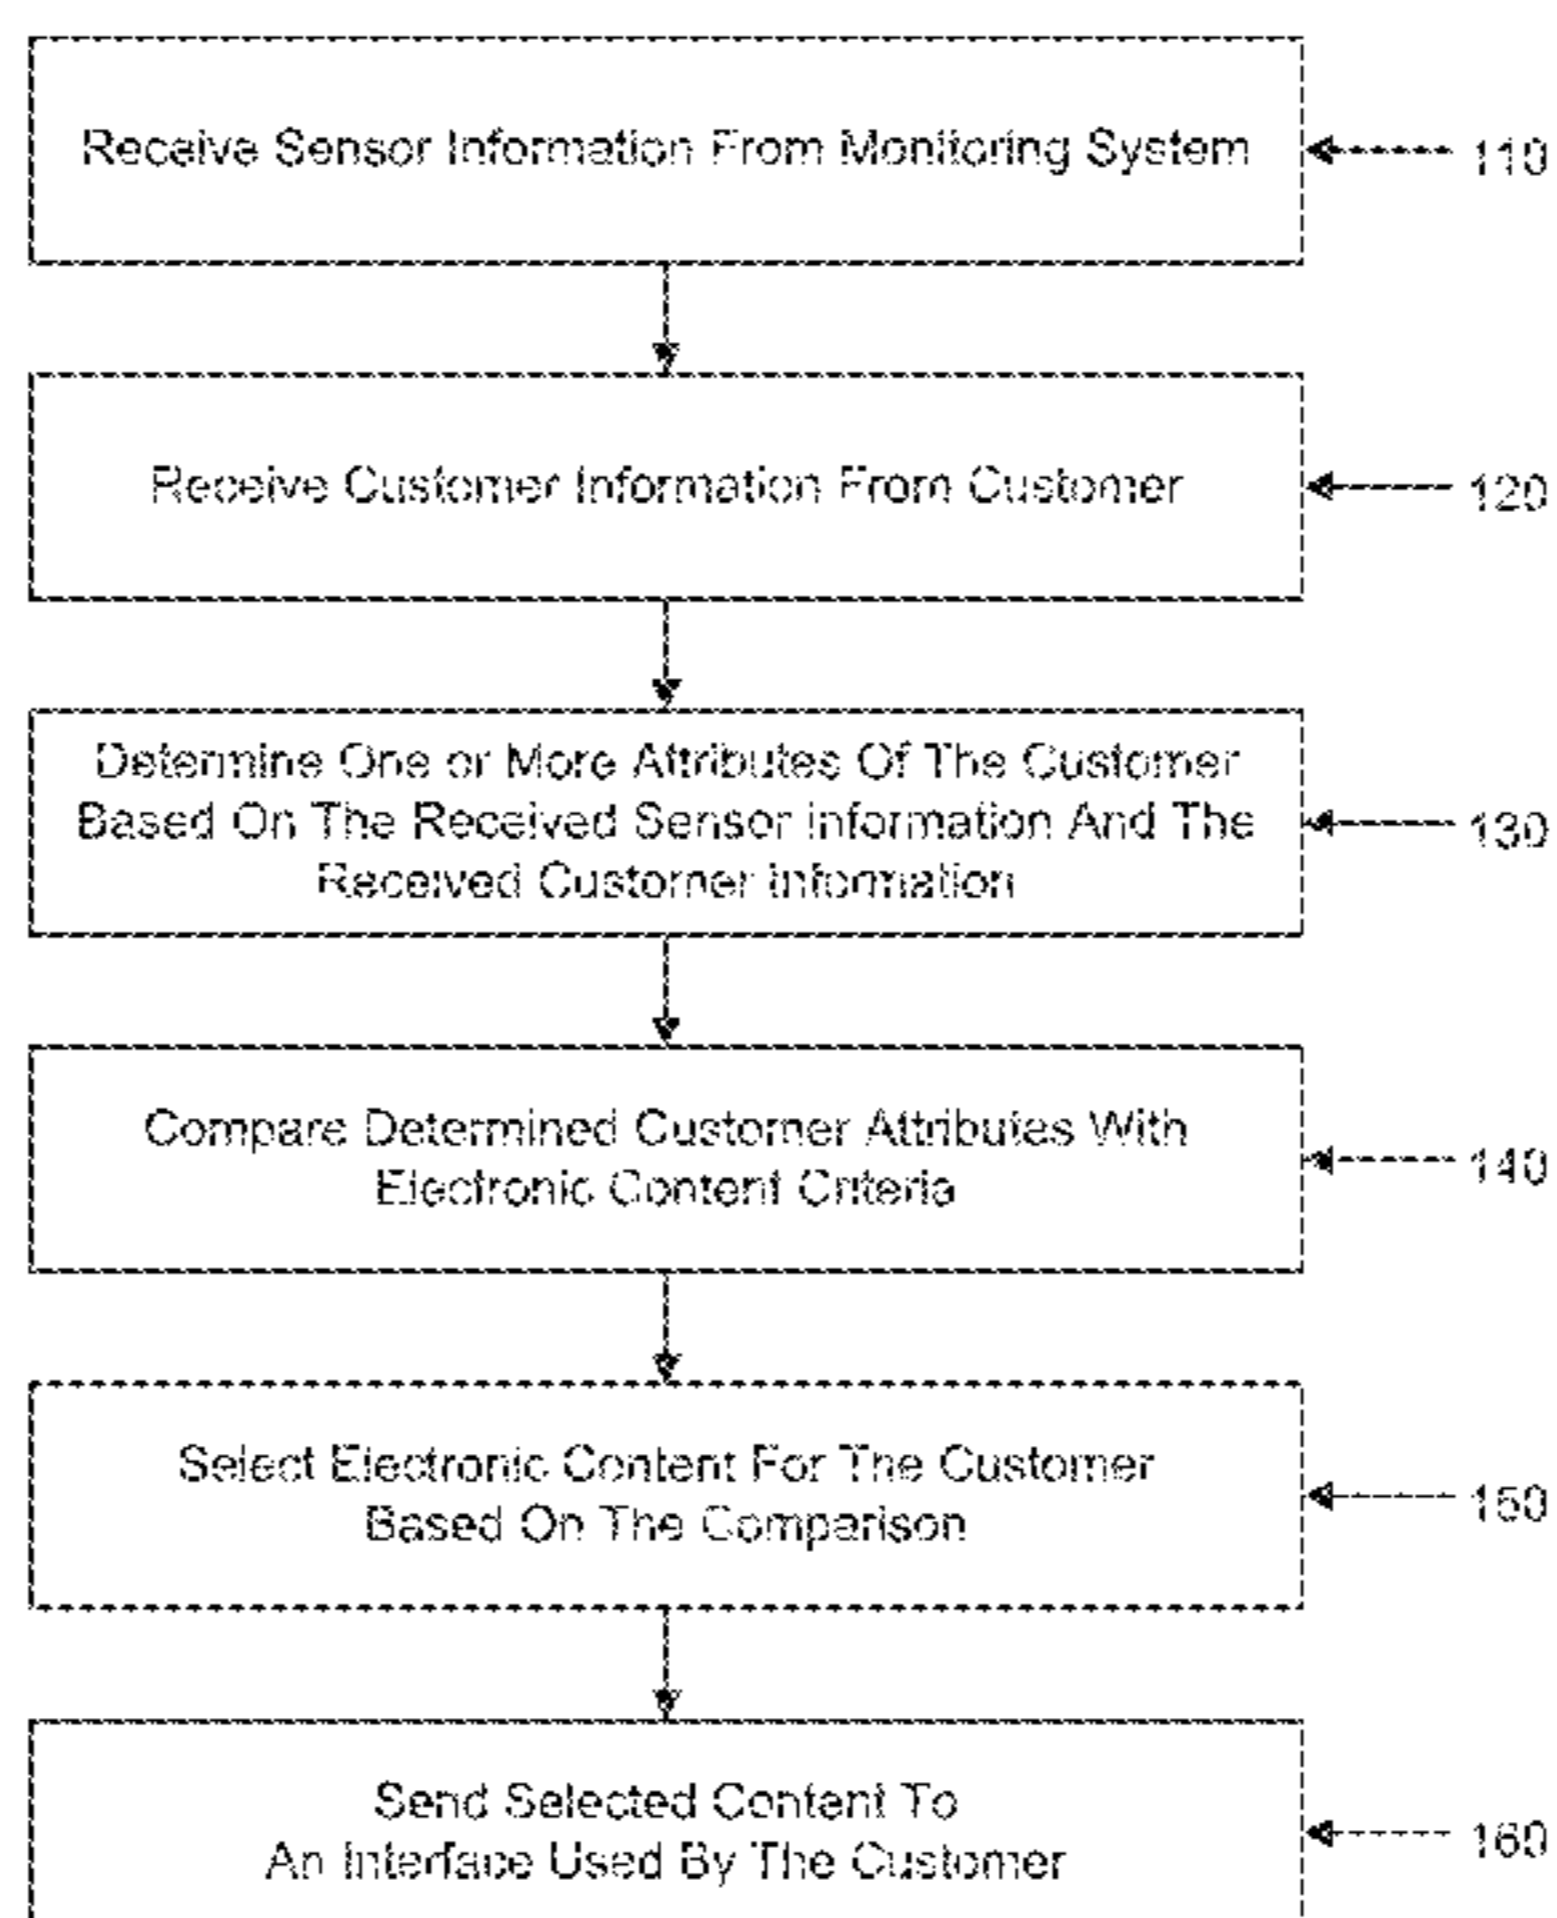 Receive Sensor Information From Monitoring System
110
Receive Customer Information From Customer
120
Determine One or More Attributes Of The Customer
Based On The Received Sensor information And The
Received Customer information
130
Compare Determined Customer Attributes With
Electronic Content Criteria
140
Select Electronic Content For The Customer
Based On The Comparison
150
Send Selected Content To
An Interface Used By The Customer
160